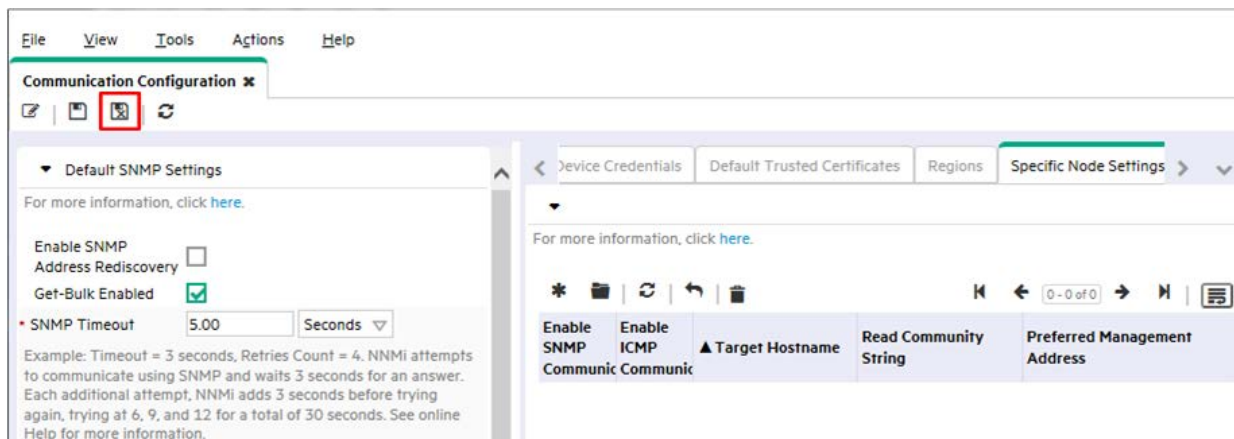 File View Tools Actions Help
Communication Configuration
Default SNMP Settings
For more information, click here.
Enable SNMP
Address Rediscovery
Get-Bulk Enabled
* SNMP Timeout 5.00 Seconds
Example: Timeout = 3 seconds, Retries Count = 4. NNMi attempts
to communicate using SNMP and waits 3 seconds for an answer.
Each additional attempt, NNMi adds 3 seconds before trying
again, trying at 6, 9, and 12 for a total of 30 seconds. See online
Help for more information.
Device Credentials Default Trusted Certificates Regions Specific Node Settings
For more information, click here.
0 - 0 of 0
Enable Enable
SNMP ICMP ▲ Target Hostname Read Community Preferred Management
Communic Communic String Address